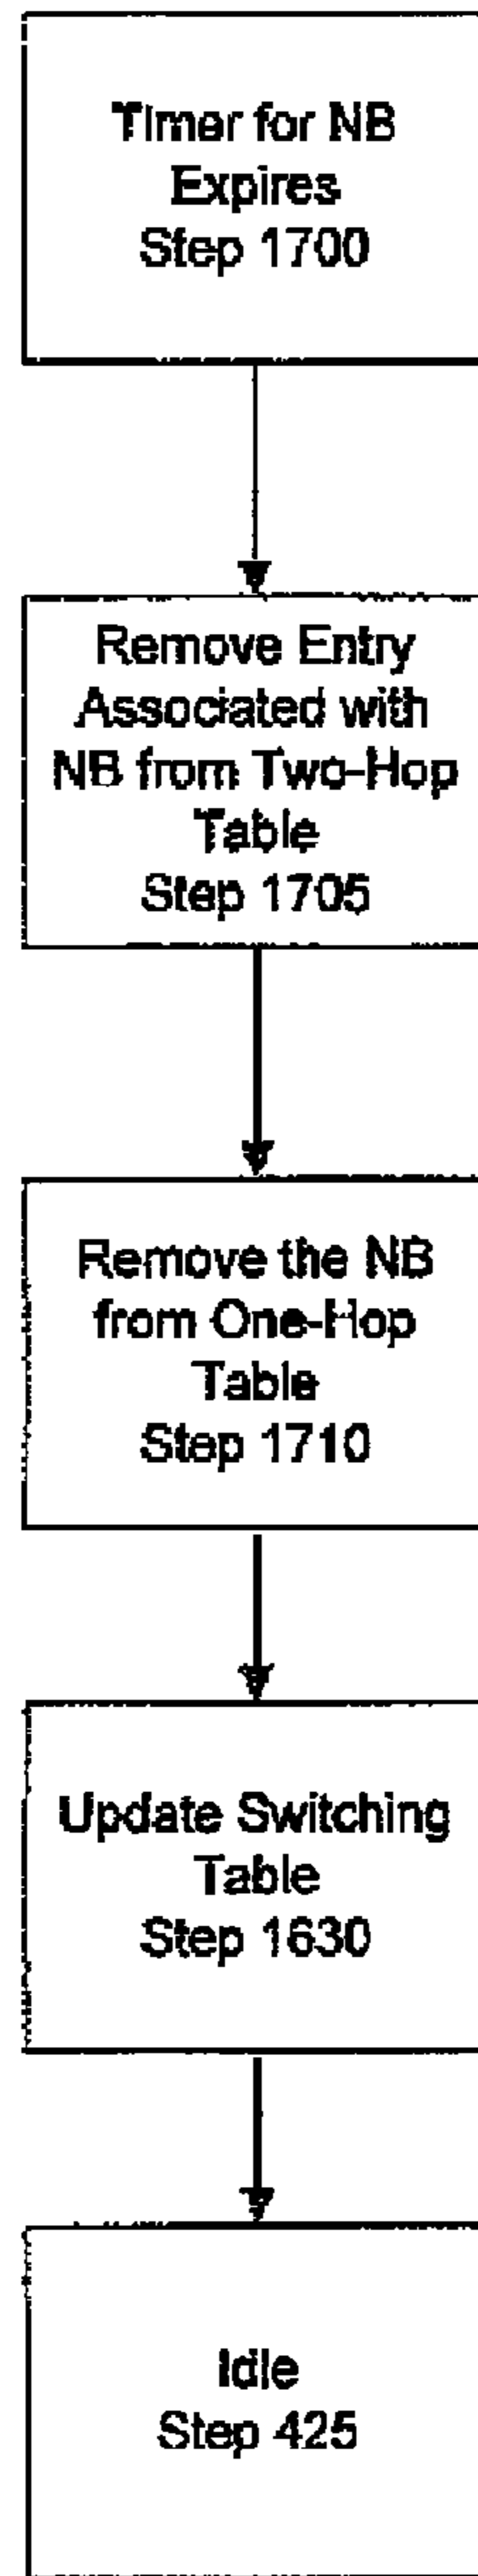 Timer for NB
Expires
Step 1700
Remove Entry
Associated with
NB from Two-Hop
Table
Step 1705
Remove the NB
from One-Hop
Table
Step 1710
Update Switching
Table
Step 1630
Idle
Step 425